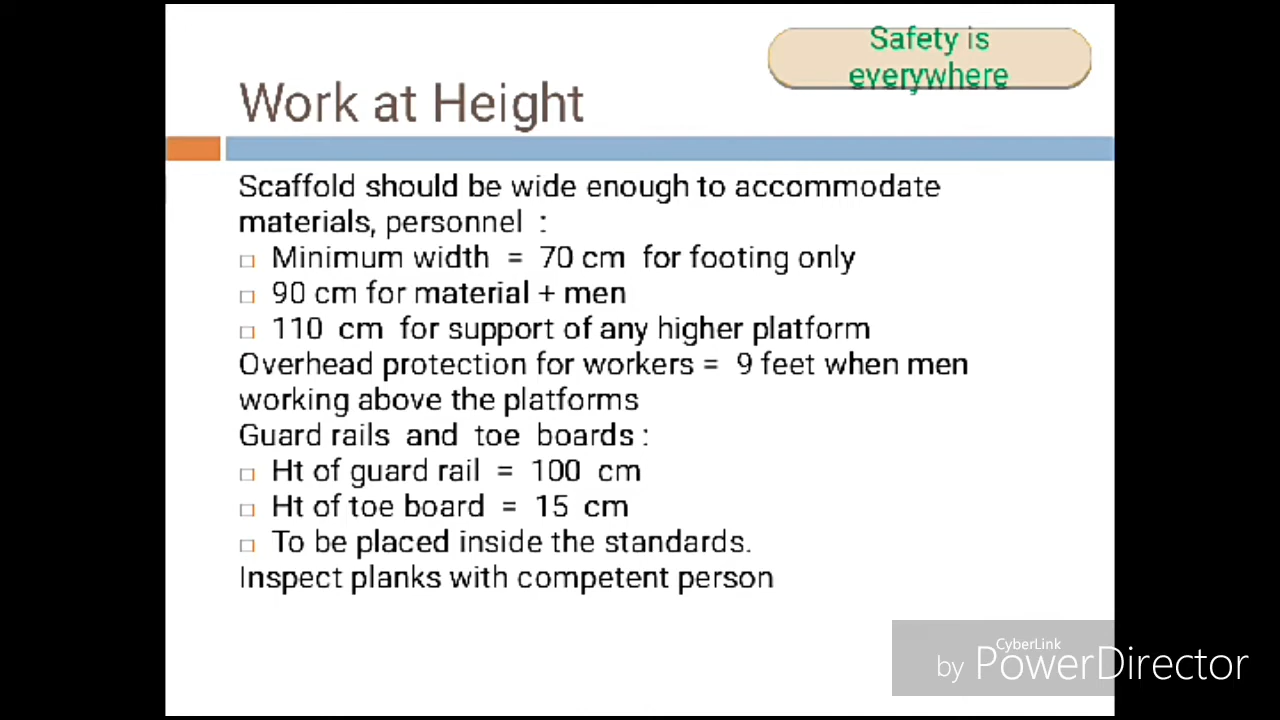 Safety is
everywhere
Work at Height
Scaffold should be wide enough to accommodate
materials, personnel :
Minimum width = 70 cm for footing only
90 cm for material + men
110 cm for support of any higher platform
Overhead protection for workers = 9 feet when men
working above the platforms
Guard rails and toe boards :
Ht of guard rail = 100 cm
Ht of toe board = 15 cm
To be placed inside the standards.
Inspect planks with competent person
CyberLink
by PowerDirector